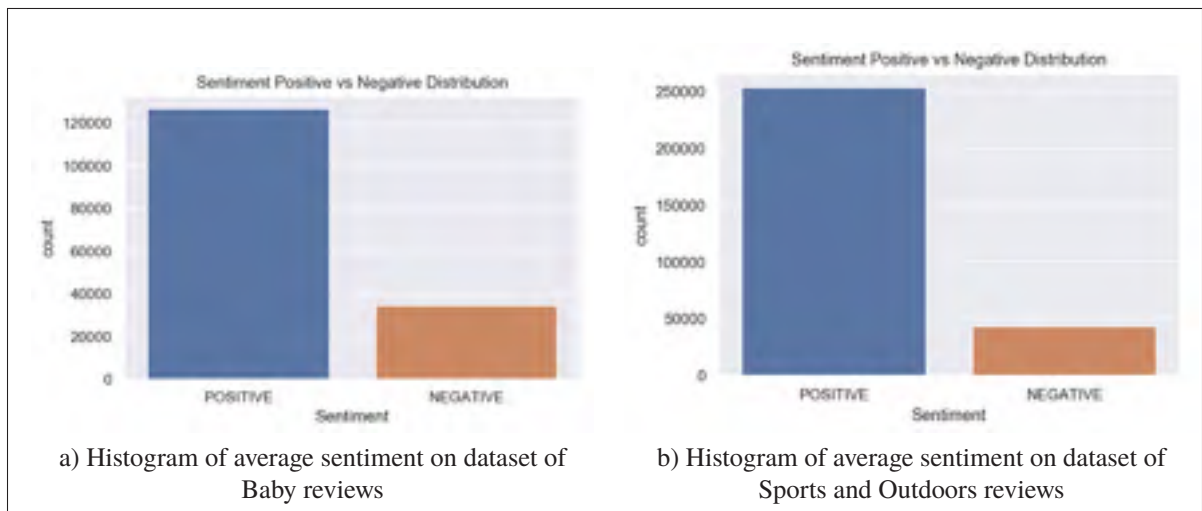 Sentiment Positive vs Negative Distribution
120000
100000
80000
60000
40000
20000
0
count
POSITIVE NEGATIVE
Sentiment
a) Histogram of average sentiment on dataset of
Baby reviews
Sentiment Positive vs Negative Distribution
250000
200000
150000
100000
50000
0
count
POSITIVE NEGATIVE
Sentiment
b) Histogram of average sentiment on dataset of
Sports and Outdoors reviews